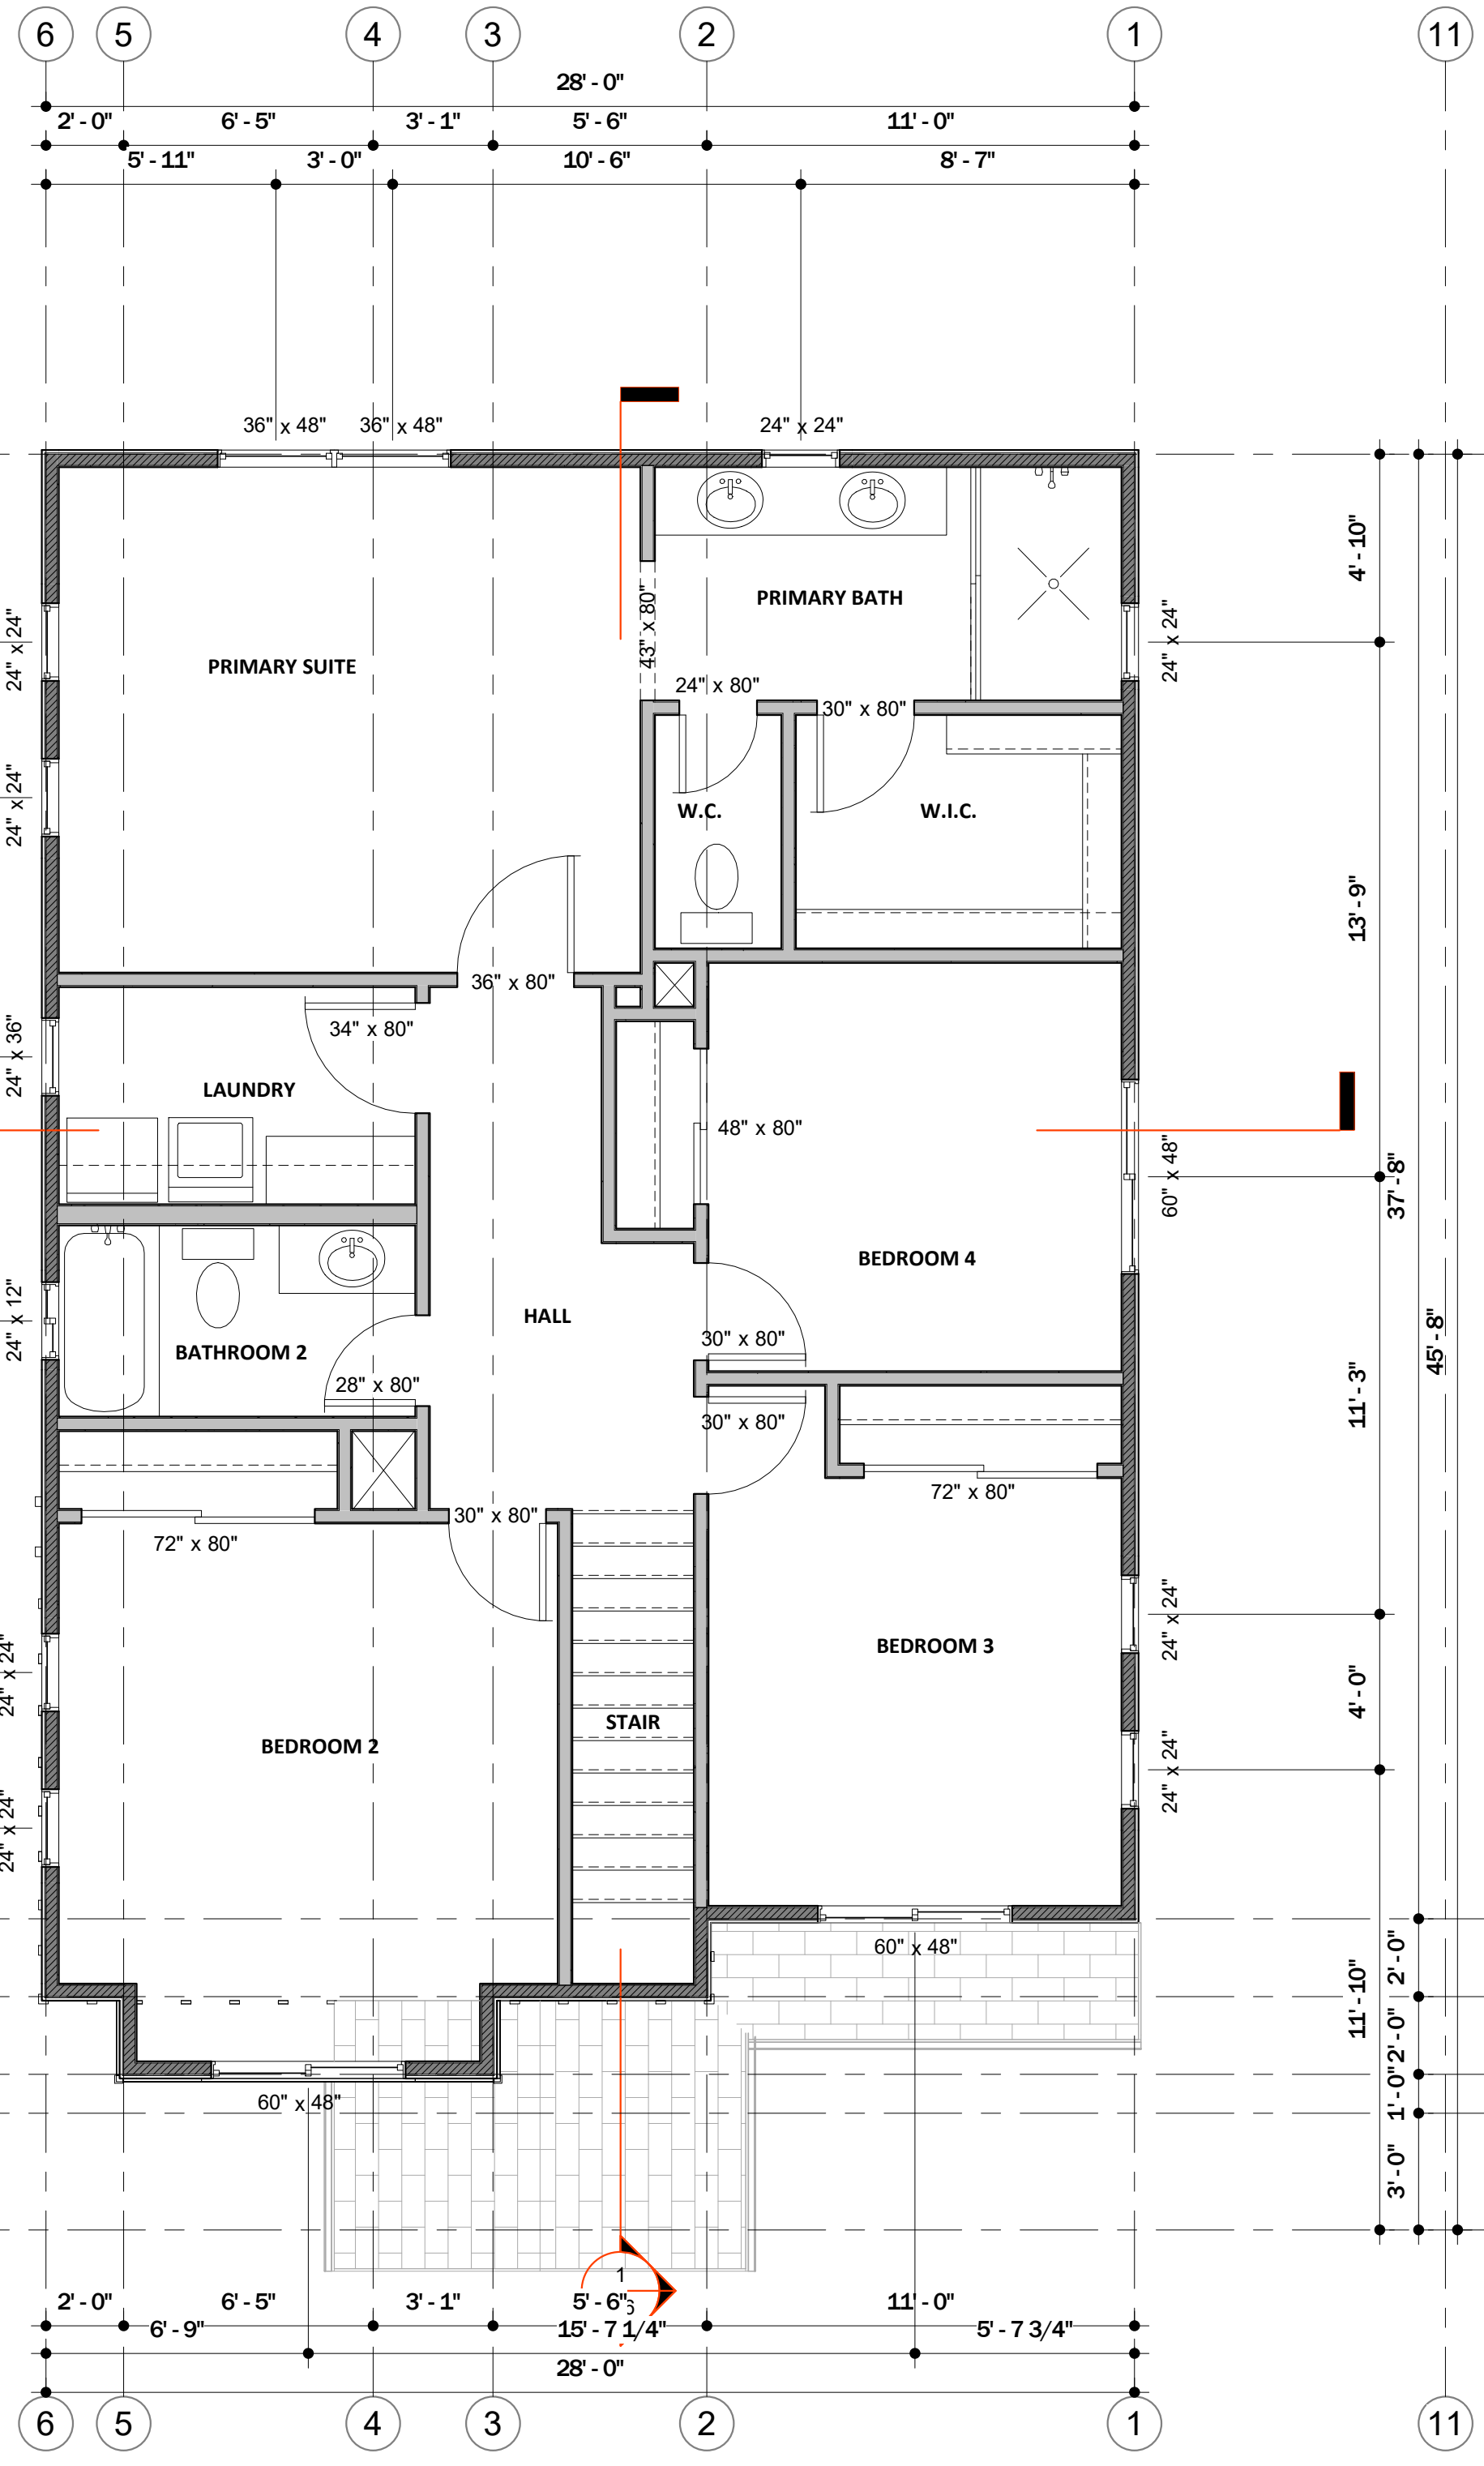 6 5 4 3 2 1 11
28' - 0"
2' - 0" 6' - 5" 3' - 1" 5' - 6" 11' - 0"
5' - 11" 3' - 0" 10' - 6" 8' - 7"
36" x 48" 36" x 48" 24" x 24"
4' - 10"
PRIMARY BATH
43" x 80"
24" x 24"
24" x 24"
PRIMARY SUITE
24" x 80"
30" x 80"
24" x 24"
W.C.
W.I.C.
13' - 9"
36" x 80"
34" x 80"
24" x 36"
LAUNDRY
48" x 80"
60" x 48"
37' - 8"
BEDROOM 4
HALL
24" x 12"
BATHROOM 2
30" x 80"
45' - 8"
28" x 80"
30" x 80"
11' - 3"
72" x 80"
30" x 80"
72" x 80"
24" x 24"
BEDROOM 3
24" x 24"
4' - 0"
STAIR
BEDROOM 2
24" x 24"
24" x 24"
60" x 48"
2' - 0"
11' - 10"
2' - 0"
1' - 0"
60" x 48"
3' - 0"
1
6
2' - 0" 6' - 5" 3' - 1" 5' - 6" 11' - 0"
6' - 9" 15' - 7 1/4" 5' - 7 3/4"
28' - 0"
6 5 4 3 2 1 11